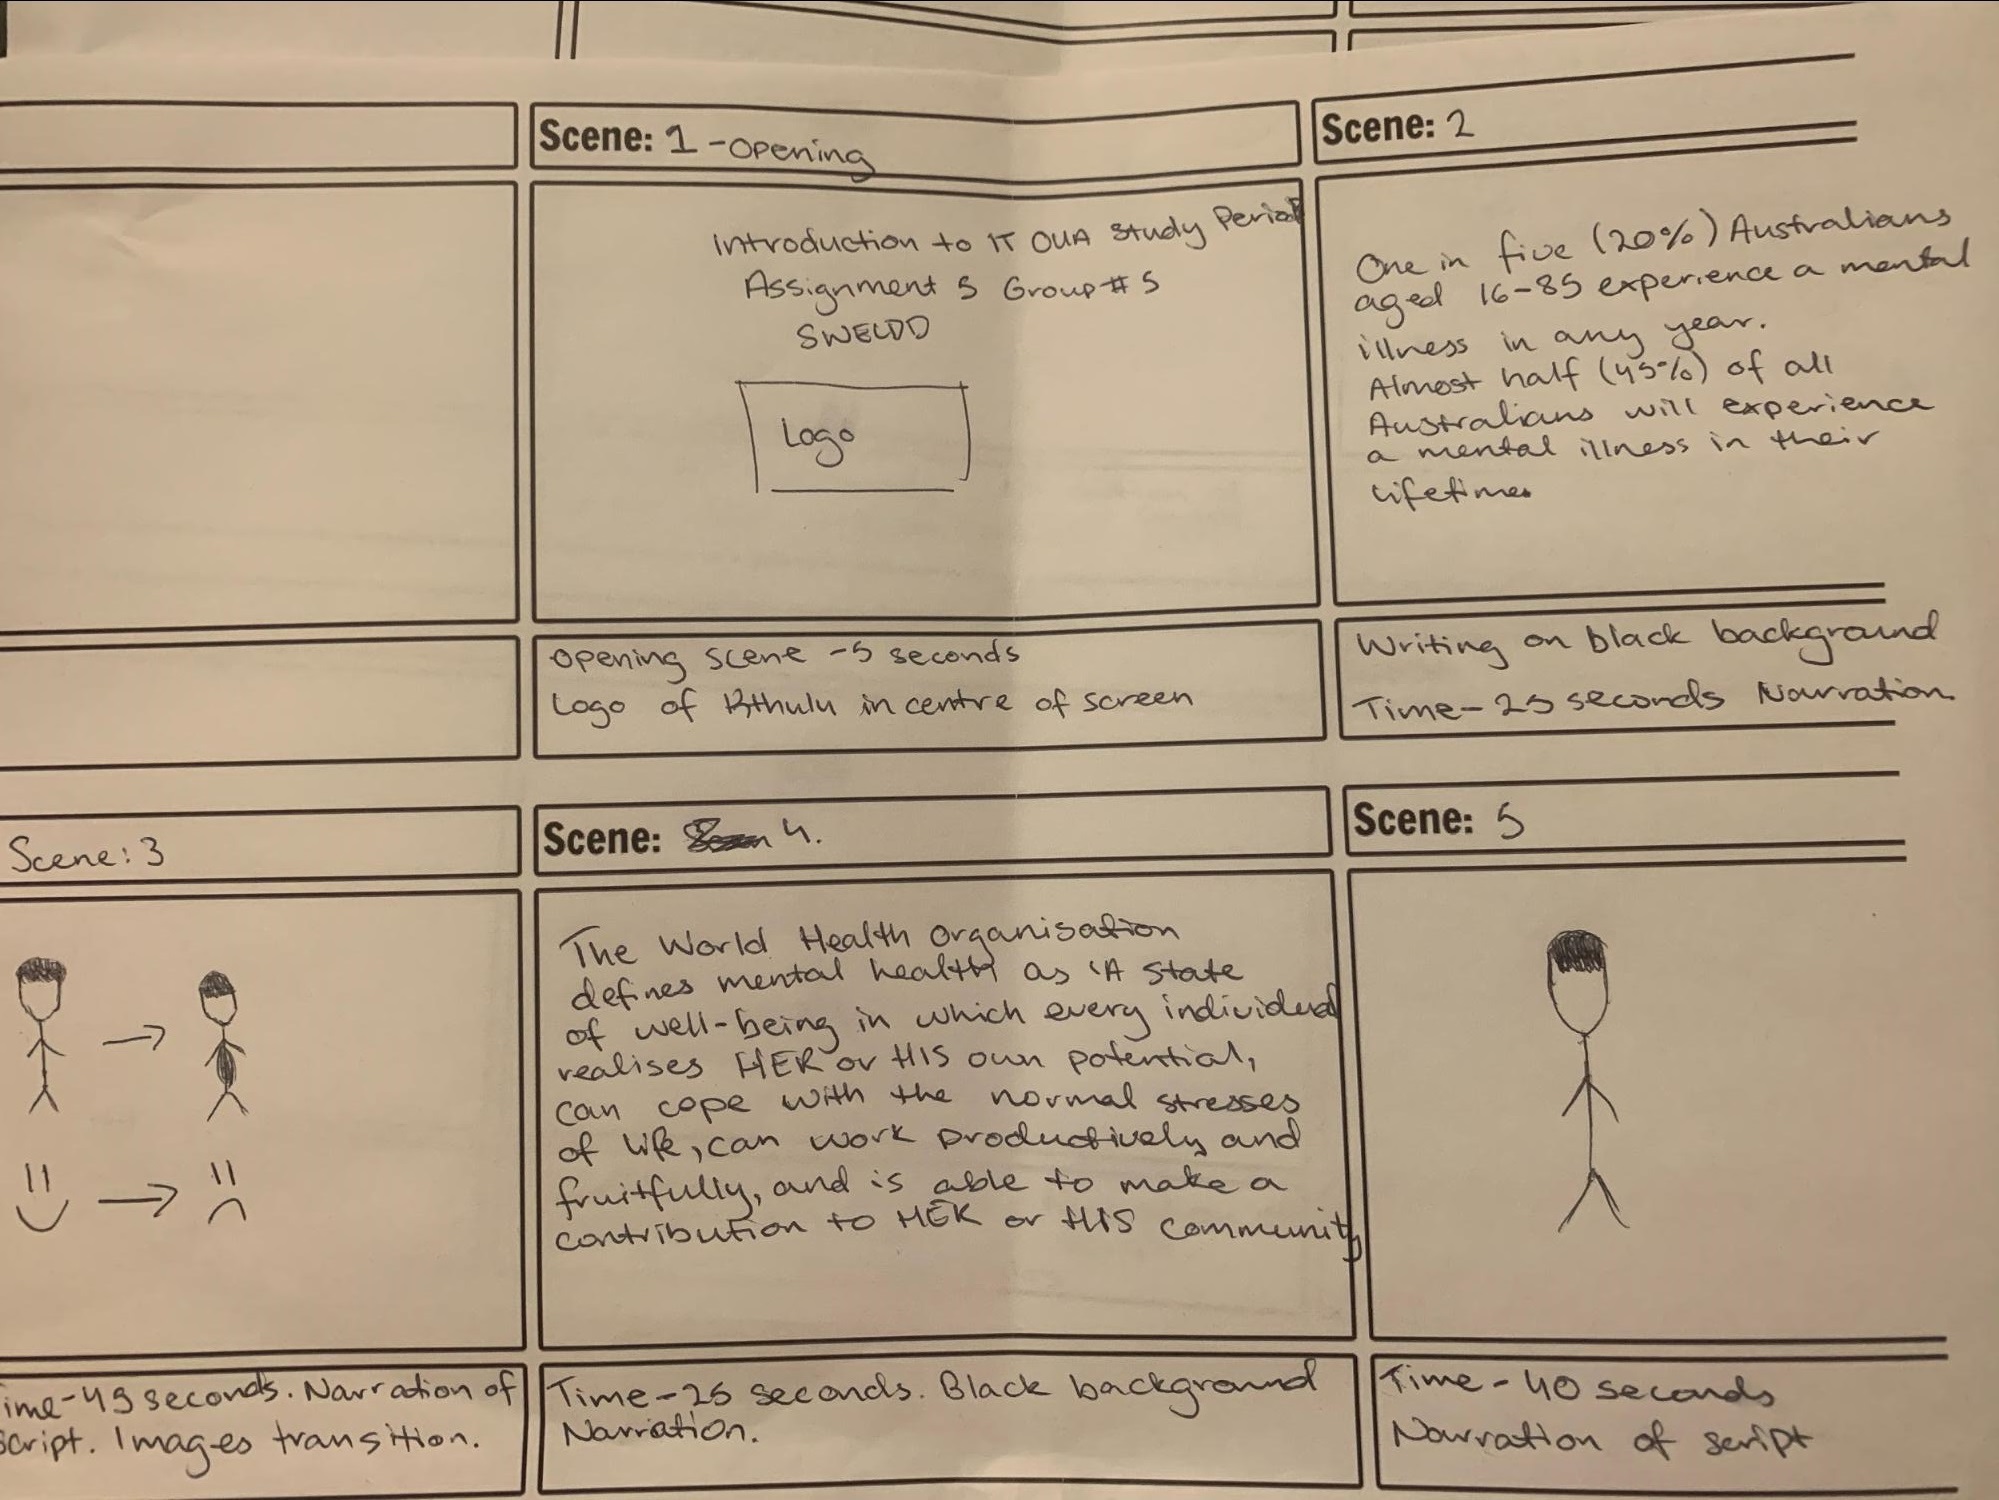 Scene: 1 - Opening
Introduction to IT OUA Study Period
Assignment 5 Group # 5
SWELDD
Logo
Opening scene - 5 seconds
Logo of in centre of screen
Scene: 2
One in five (20%) Australians
aged 16-85 experience a mental
illness in any year.
Almost half (45%) of all
Australians will experience
a mental illness in their
lifetime.
Writing on black background
Time - 25 seconds Narration.
Scene: 3
ime - 45 seconds. Narration of
script. Images transition.
Scene: 4.
The World Health Organisation
defines mental health as 'A state
of well-being in which every individual
realises HER or HIS own potential,
can cope with the normal stresses
of life, can work productively and
fruitfully, and is able to make a
contribution to HER or HIS community
Time - 25 seconds. Black background
Narration.
Scene: 5
Time - 40 seconds
Narration of script